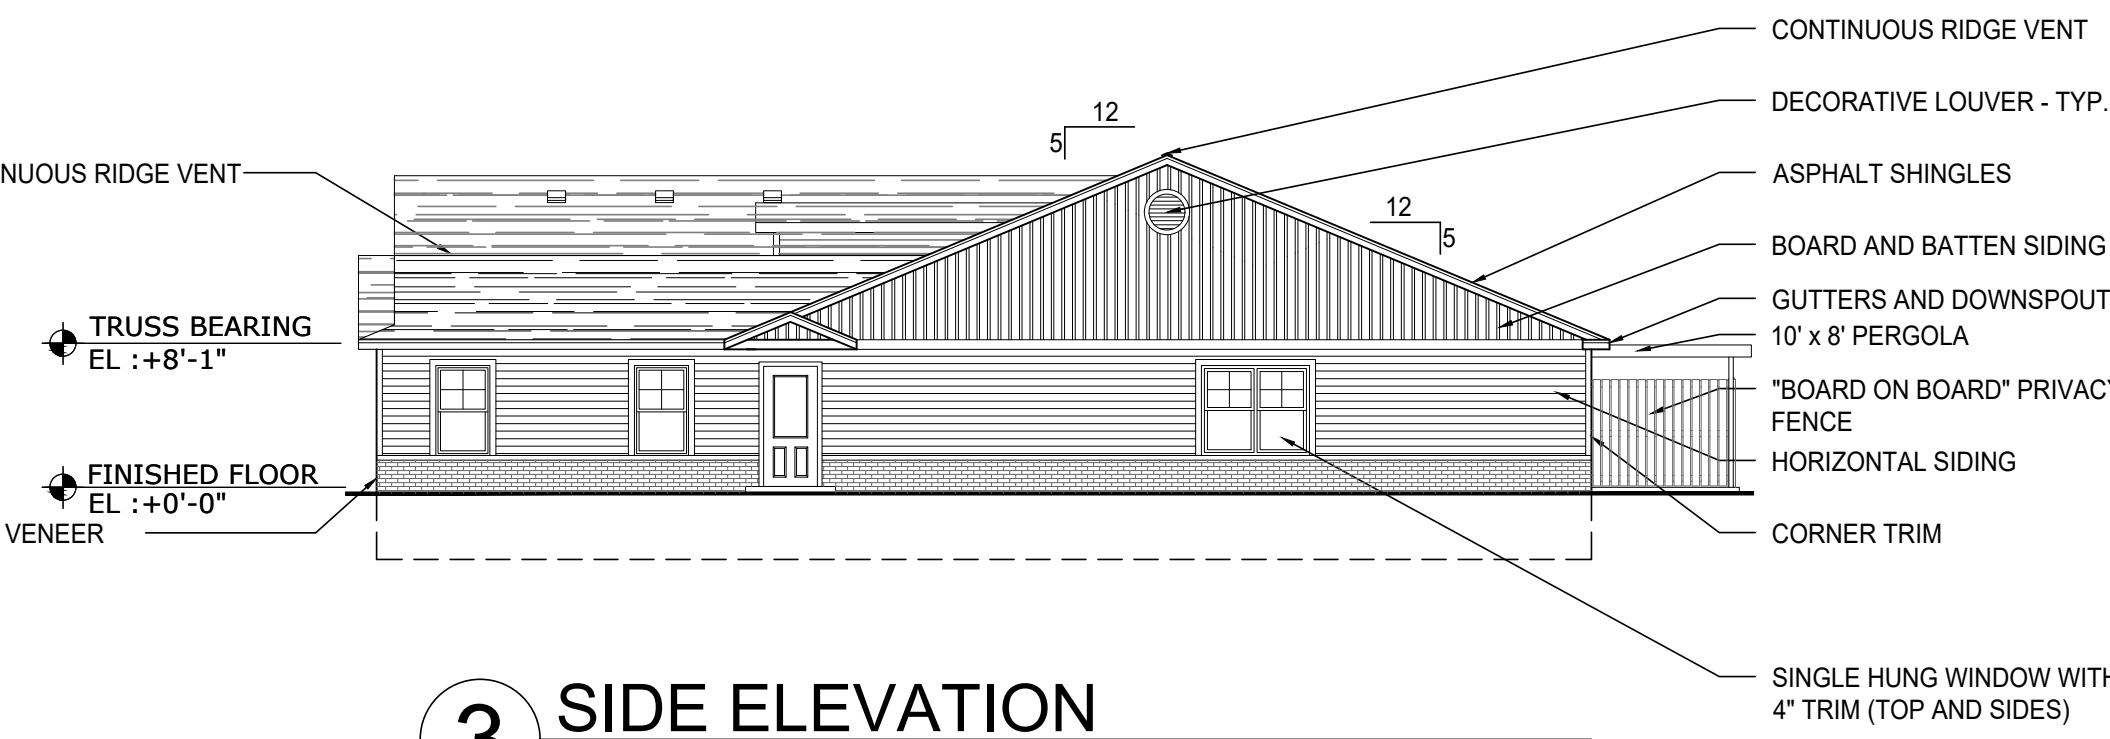 CONTINUOUS RIDGE VENT
DECORATIVE LOUVER - TYP.
12
5
NUOUS RIDGE VENT
ASPHALT SHINGLES
12
5
BOARD AND BATTEN SIDING
GUTTERS AND DOWNSPOUT
TRUSS BEARING
EL :+8'-1"
10' x 8' PERGOLA
"BOARD ON BOARD" PRIVACY
FENCE
HORIZONTAL SIDING
FINISHED FLOOR
EL :+0'-0"
VENEER
CORNER TRIM
SINGLE HUNG WINDOW WITH
4" TRIM (TOP AND SIDES)
3
SIDE ELEVATION